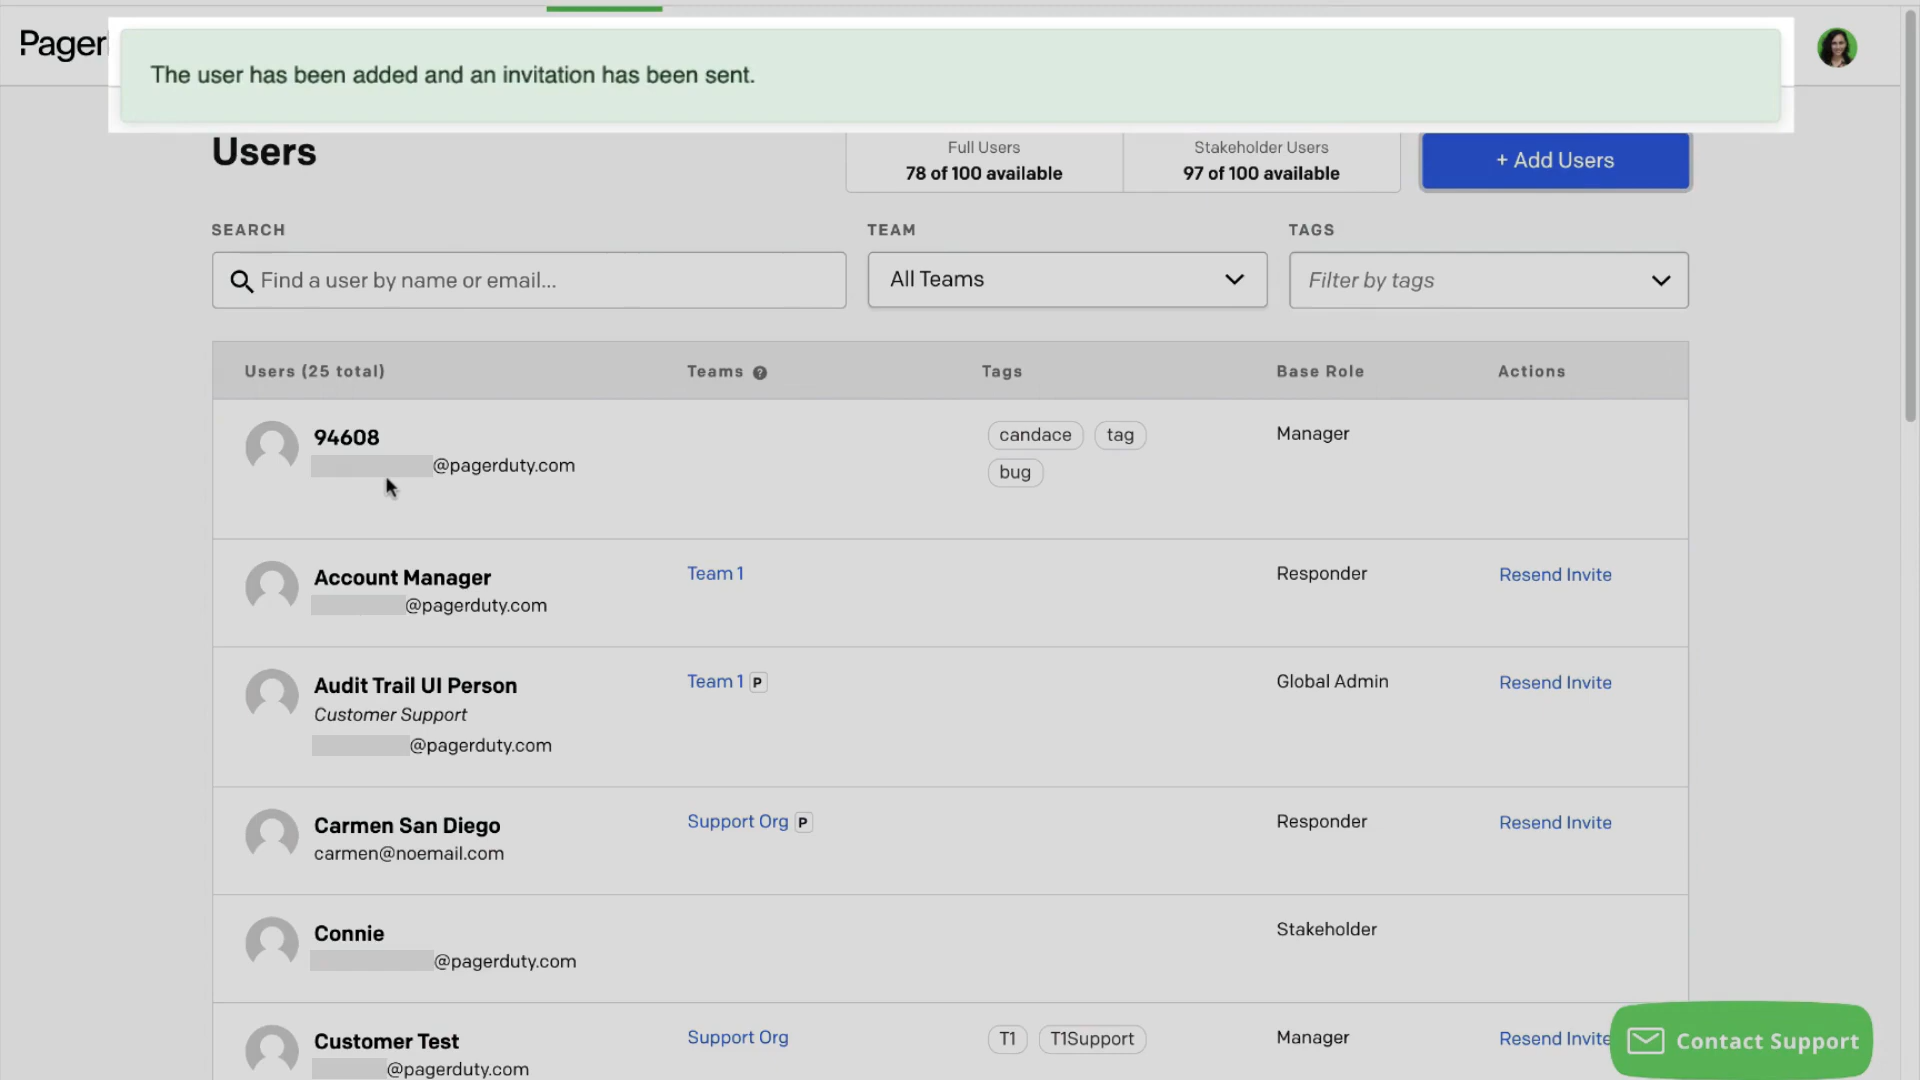 The user has been added and an invitation has been sent.
Users
Full Users
78 of 100 available
Stakeholder Users
97 of 100 available
+ Add Users
SEARCH
TEAM
TAGS
Find a user by name or email...
All Teams
Filter by tags
Users (25 total)
Teams ?
Tags
Base Role
Actions
94608
@pagerduty.com
candace
tag
bug
Manager
Account Manager
@pagerduty.com
Team 1
Responder
Resend Invite
Audit Trail UI Person
Customer Support
@pagerduty.com
Team 1 P
Global Admin
Resend Invite
Carmen San Diego
carmen@noemail.com
Support Org P
Responder
Resend Invite
Connie
@pagerduty.com
Stakeholder
Customer Test
@pagerduty.com
Support Org
T1
T1Support
Manager
Resend Invite
Contact Support